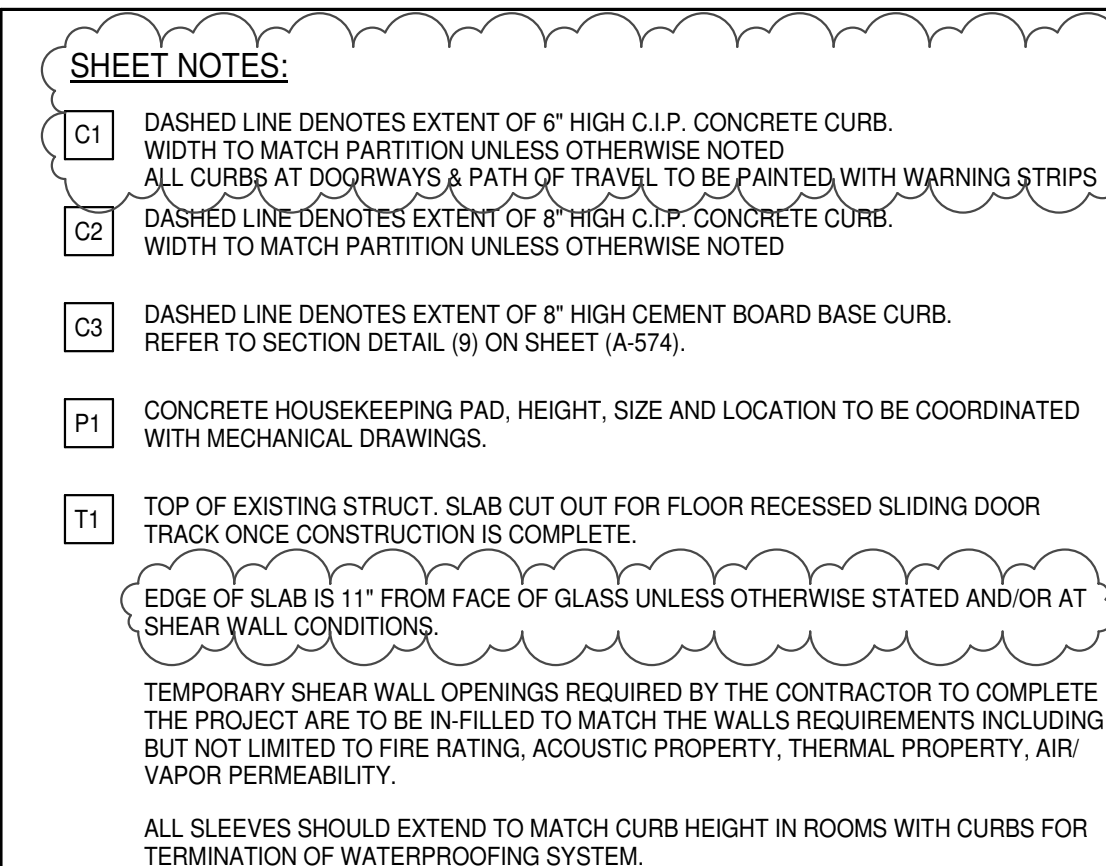 SHEET NOTES:
C1
DASHED LINE DENOTES EXTENT OF 6" HIGH C.I.P. CONCRETE CURB.
WIDTH TO MATCH PARTITION UNLESS OTHERWISE NOTED
ALL CURBS AT DOORWAYS & PATH OF TRAVEL TO BE PAINTED WITH WARNING STRIPS
C2
DASHED LINE DENOTES EXTENT OF 8" HIGH C.I.P. CONCRETE CURB.
WIDTH TO MATCH PARTITION UNLESS OTHERWISE NOTED
C3
DASHED LINE DENOTES EXTENT OF 8" HIGH CEMENT BOARD BASE CURB.
REFER TO SECTION DETAIL (9) ON SHEET (A-574).
P1
CONCRETE HOUSEKEEPING PAD, HEIGHT, SIZE AND LOCATION TO BE COORDINATED
WITH MECHANICAL DRAWINGS.
T1
TOP OF EXISTING STRUCT. SLAB CUT OUT FOR FLOOR RECESSED SLIDING DOOR
TRACK ONCE CONSTRUCTION IS COMPLETE.
EDGE OF SLAB IS 11" FROM FACE OF GLASS UNLESS OTHERWISE STATED AND/OR AT
SHEAR WALL CONDITIONS.
TEMPORARY SHEAR WALL OPENINGS REQUIRED BY THE CONTRACTOR TO COMPLETE
THE PROJECT ARE TO BE IN-FILLED TO MATCH THE WALLS REQUIREMENTS INCLUDING
BUT NOT LIMITED TO FIRE RATING, ACOUSTIC PROPERTY, THERMAL PROPERTY, AIR/
VAPOR PERMEABILITY.
ALL SLEEVES SHOULD EXTEND TO MATCH CURB HEIGHT IN ROOMS WITH CURBS FOR
TERMINATION OF WATERPROOFING SYSTEM.